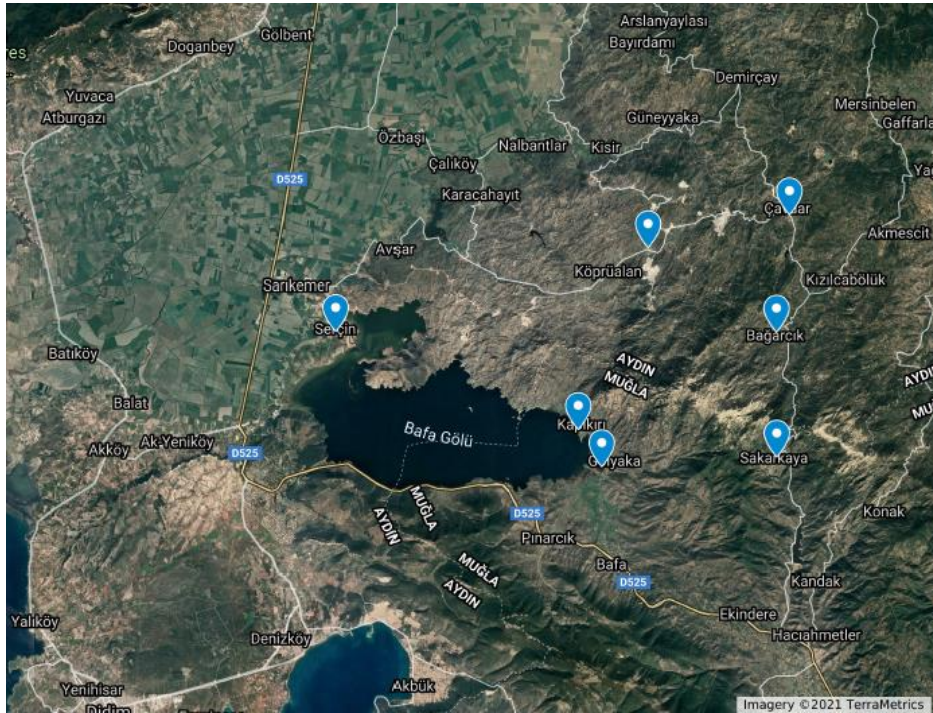 Arslanyaylası
Gölbent
Bayırdamı
Doganbey
Demirçay
Yuvaca
Mersinbelen
Atburgazı
Güneyyaka
Gaffarla
Özbaşı
Nalbantlar
Kisir
Çalıköy
D525
Karacahayıt
Akmescit
Avşar
Köprüalan
Kızılcabölük
Sarıkemer
Bağarcık
Batıköy
AYDIN
MUĞLA
AYDIN
Balat
Bafa Gölü
Ak-Yeniköy
Akköy
D525
Sakarkaya
MUĞLA
AYDIN
D525
Konak
Pınarcık
MUĞLA
AYDIN
Bafa
D525
Kandak
Yalıköy
Ekindere
Denizköy
Hacıahmetler
Yenihisar
Akbük
Didim
Imagery ©2021 TerraMetrics